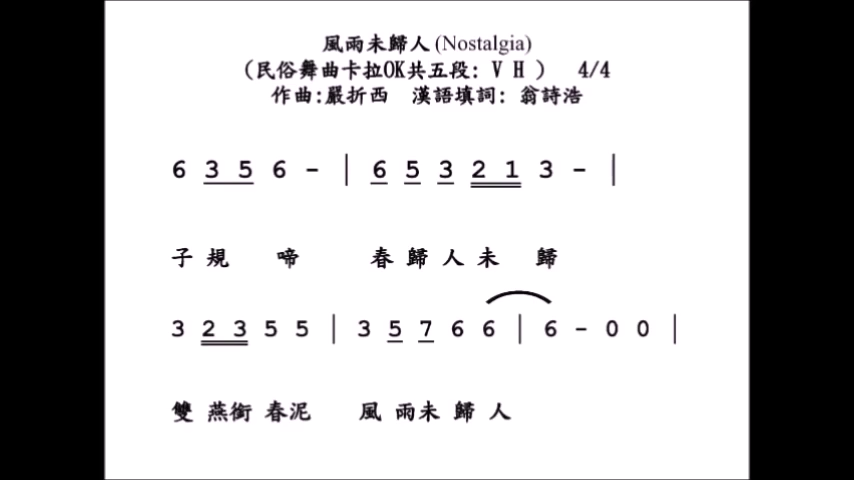 風雨未歸人(Nostalgia)
(民俗舞曲卡拉OK共五段: V H ) 4/4
作曲:嚴折西 漢語填詞: 翁詩浩
6 3 5 6 - | 6 5 3 2 1 3 - |
子 規 啼 春 歸 人 未 歸
3 2 3 5 5 | 3 5 7 6 6 | 6 - 0 0 |
雙 燕銜 春泥 風 雨未 歸 人